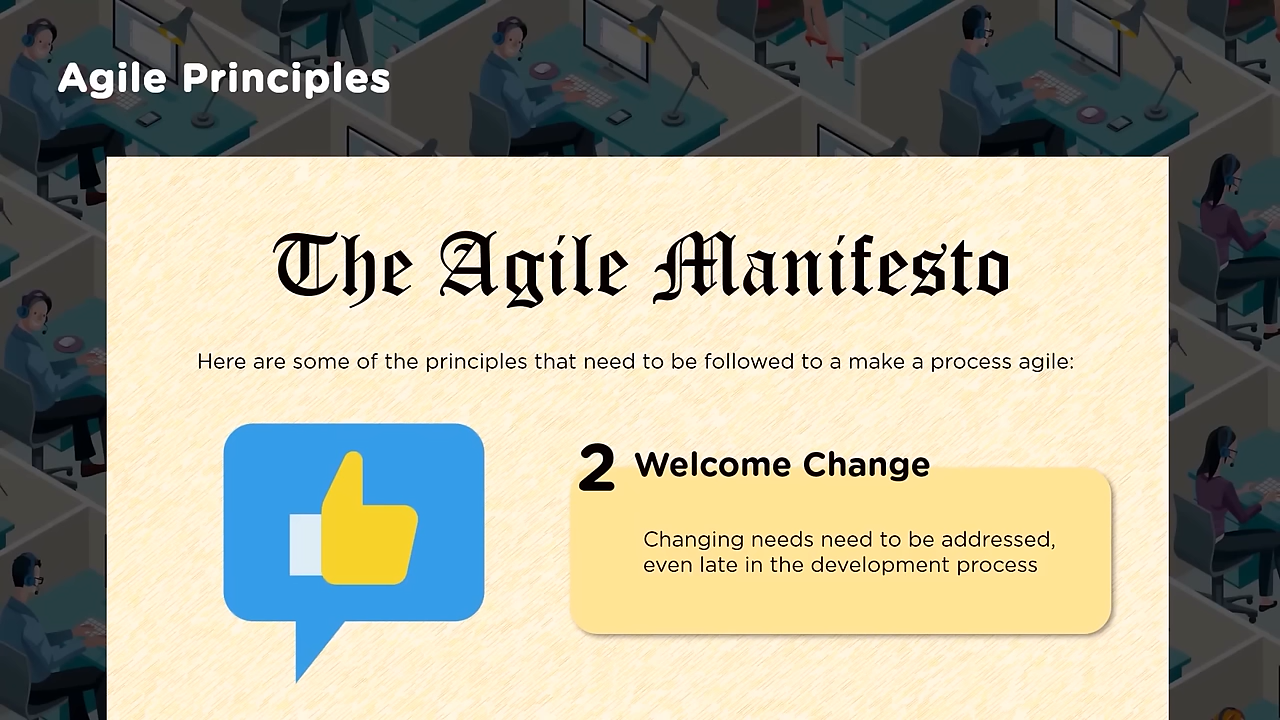 Agile Principles
The Agile Manifesto
Here are some of the principles that need to be followed to a make a process agile:
2 Welcome Change
Changing needs need to be addressed,
even late in the development process